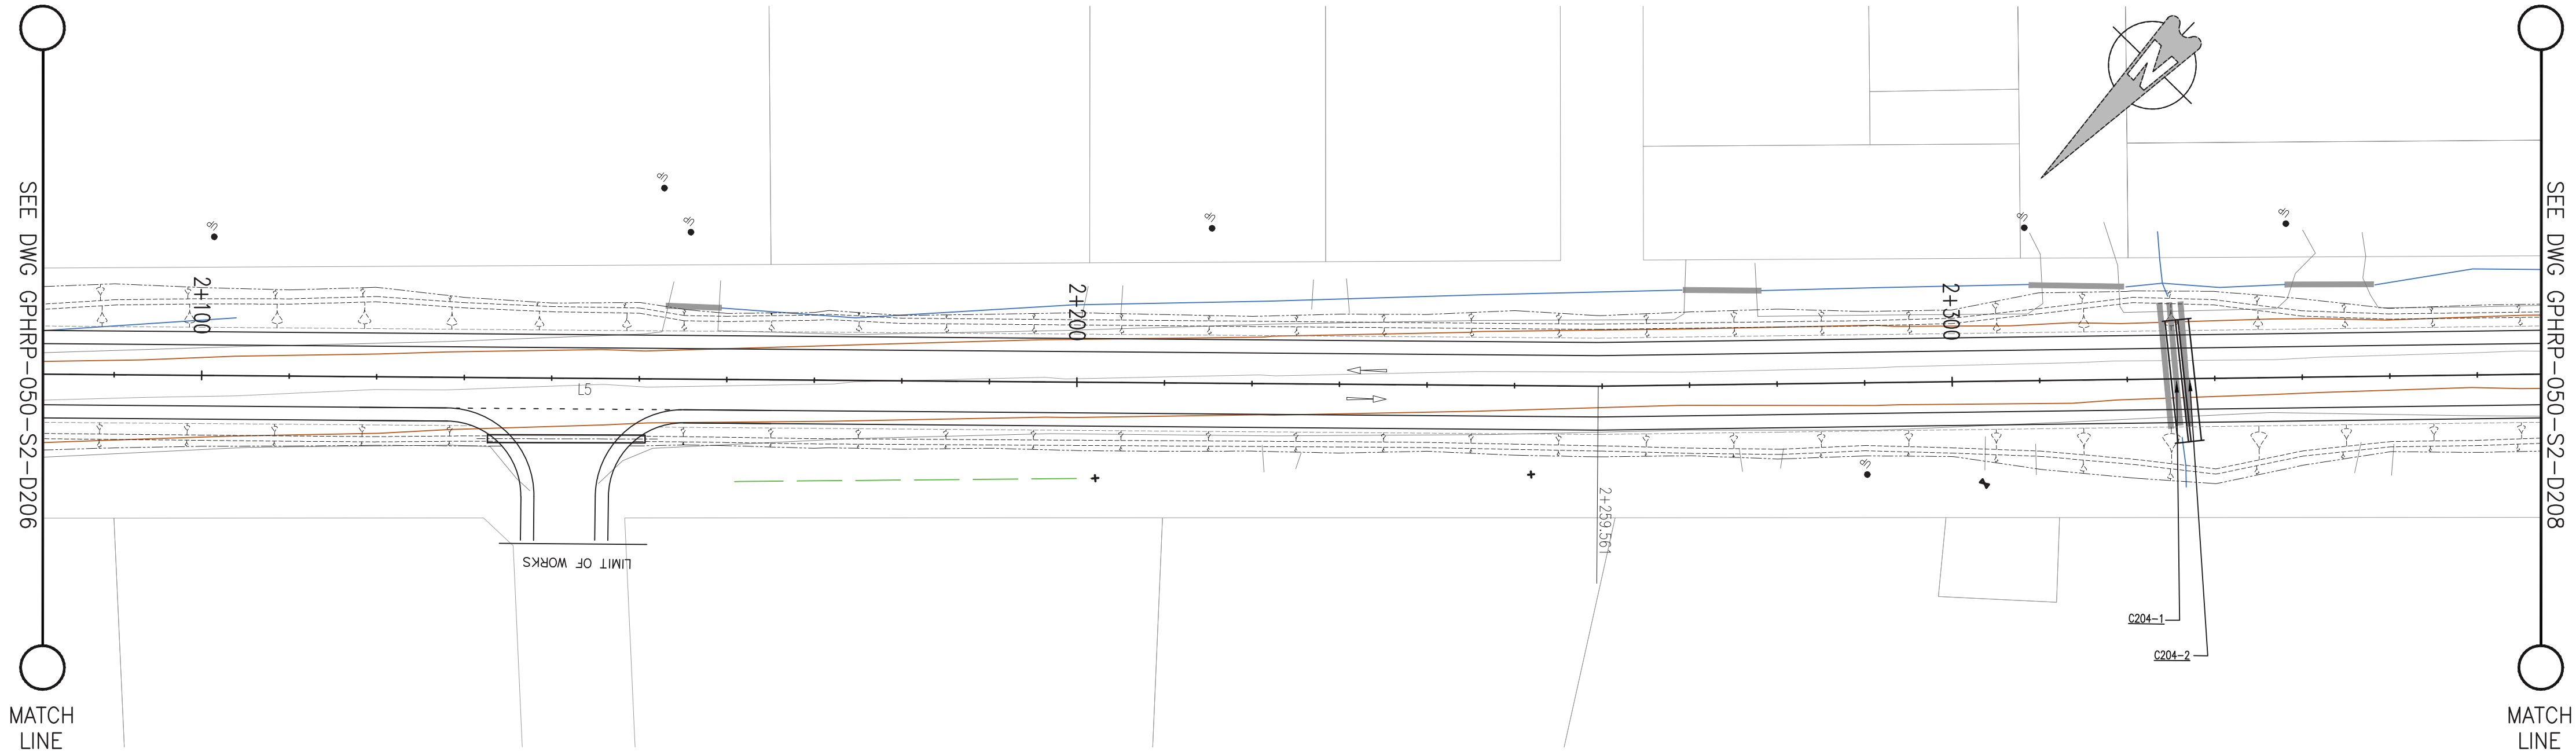 SEE DWG GPHRP-050-S2-D206
MATCH
LINE
2+100
2+200
2+300
L5
LIMIT OF WORKS
2+259.561
N
C204-1
C204-2
SEE DWG GPHRP-050-S2-D208
MATCH
LINE